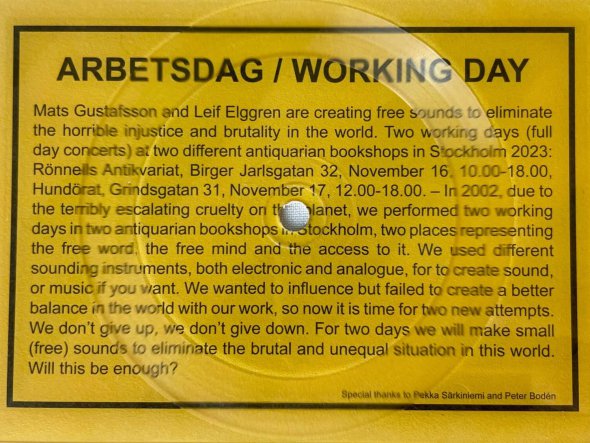 ARBETSDAG / WORKING DAY
Mats Gustafsson and Leif Elggren are creating free sounds to eliminate
the horrible injustice and brutality in the world. Two working days (full
day concerts) at two different antiquarian bookshops in Stockholm 2023:
Rönnells Antikvariat, Birger Jarlsgatan 32, November 16, 10.00-18.00,
Hundörat, Grindsgatan 31, November 17, 12.00-18.00. – In 2002, due to
the terribly escalating cruelty on the planet, we performed two working
days in two antiquarian bookshops in Stockholm, two places representing
the free word, the free mind and the access to it. We used different
sounding instruments, both electronic and analogue, for to create sound,
or music if you want. We wanted to influence but failed to create a better
balance in the world with our work, so now it is time for two new attempts.
We don't give up, we don't give down. For two days we will make small
(free) sounds to eliminate the brutal and unequal situation in this world.
Will this be enough?
Special thanks to Pekka Särkiniemi and Peter Bodén